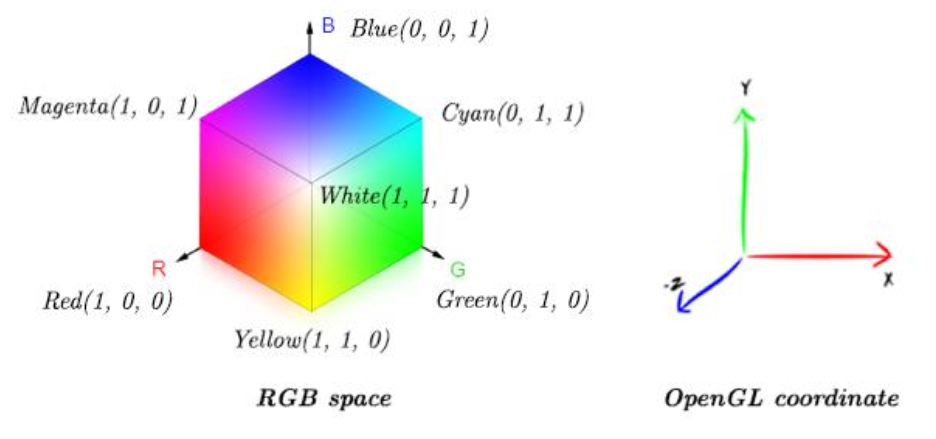 B Blue(0, 0, 1)
Magenta(1, 0, 1)
Cyan(0, 1, 1)
White(1, 1, 1)
R
G
Red(1, 0, 0)
Green(0, 1, 0)
Yellow(1, 1, 0)
RGB space
Y
X
-Z
OpenGL coordinate